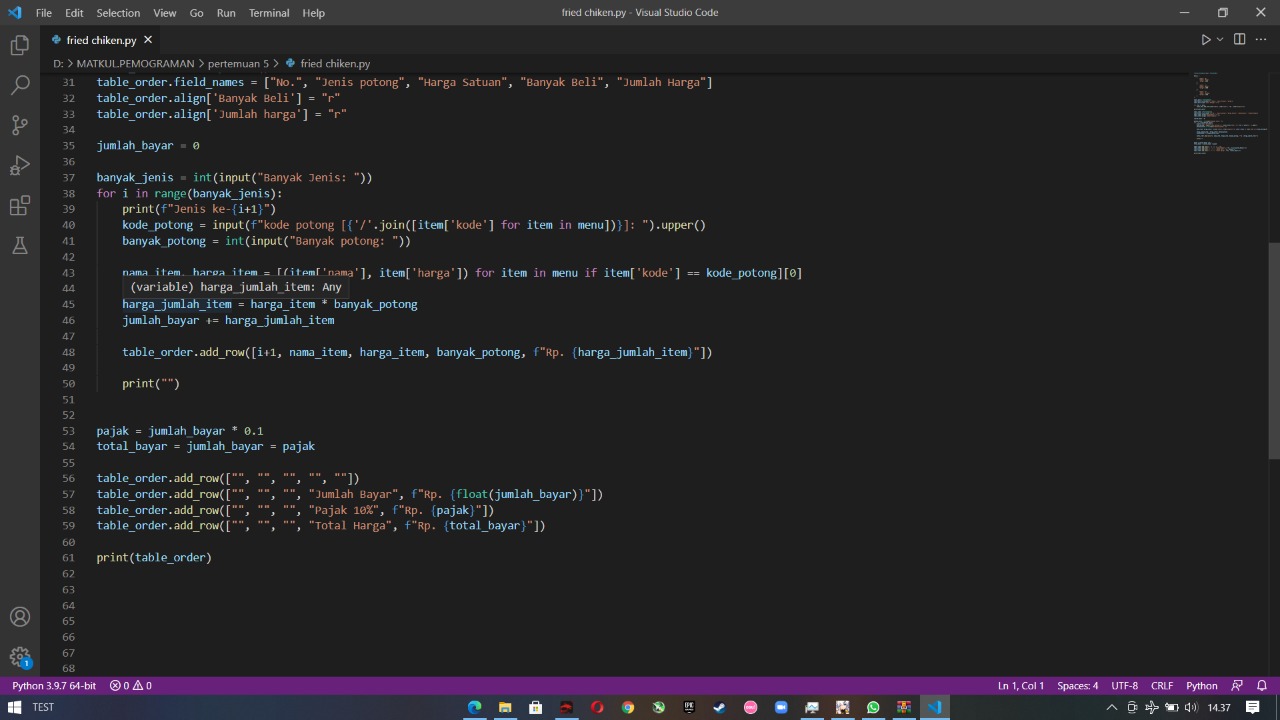 File Edit Selection View Go Run Terminal Help fried chiken.py - Visual Studio Code
fried chiken.py
D: > MATKUL.PEMOGRAMAN > pertemuan 5 > fried chiken.py
31 table_order.field_names = ["No.", "Jenis potong", "Harga Satuan", "Banyak Beli", "Jumlah Harga"]
32 table_order.align['Banyak Beli'] = "r"
33 table_order.align['Jumlah harga'] = "r"
34
35 jumlah_bayar = 0
36
37 banyak_jenis = int(input("Banyak Jenis: "))
38 for i in range(banyak_jenis):
39 print(f"Jenis ke-{i+1}")
40 kode_potong = input(f"kode potong [{'/'.join([item['kode'] for item in menu])}]: ").upper()
41 banyak_potong = int(input("Banyak potong: "))
42
43 nama_item, harga_item = [(item['nama'], item['harga']) for item in menu if item['kode'] == kode_potong][0]
44 (variable) harga_jumlah_item: Any
45 harga_jumlah_item = harga_item * banyak_potong
46 jumlah_bayar += harga_jumlah_item
47
48 table_order.add_row([i+1, nama_item, harga_item, banyak_potong, f"Rp. {harga_jumlah_item}"])
49
50 print("")
51
52
53 pajak = jumlah_bayar * 0.1
54 total_bayar = jumlah_bayar = pajak
55
56 table_order.add_row(["", "", "", "", ""])
57 table_order.add_row(["", "", "", "Jumlah Bayar", f"Rp. {float(jumlah_bayar)}"])
58 table_order.add_row(["", "", "", "Pajak 10%", f"Rp. {pajak}"])
59 table_order.add_row(["", "", "", "Total Harga", f"Rp. {total_bayar}"])
60
61 print(table_order)
62
63
64
65
66
67
68
1
Python 3.9.7 64-bit 0 0 Ln 1, Col 1 Spaces: 4 UTF-8 CRLF Python
TEST 14.37